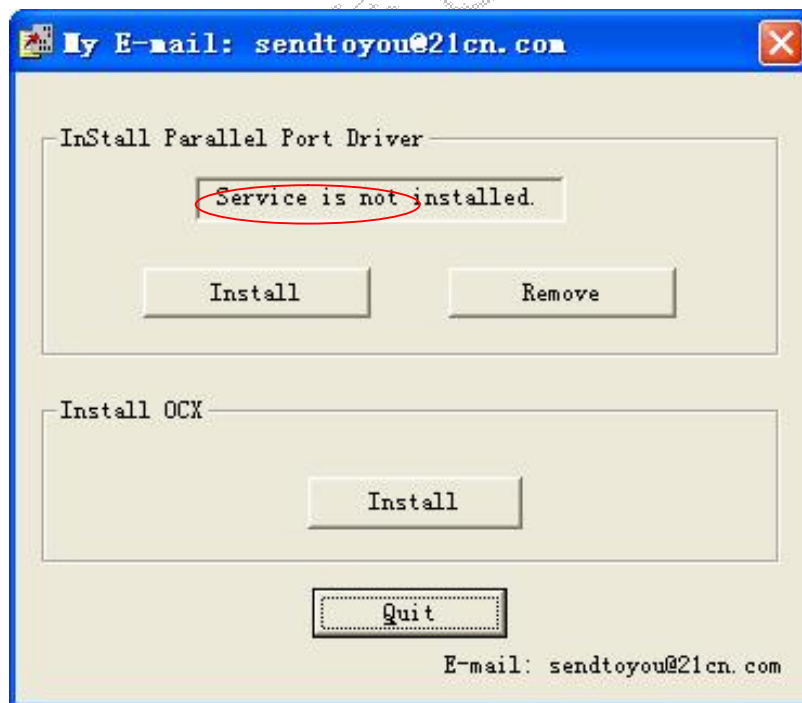 My E-mail: sendtoyou@21cn.com
InStall Parallel Port Driver
Service is not installed.
Install Remove
Install OCX
Install
Quit
E-mail: sendtoyou@21cn.com